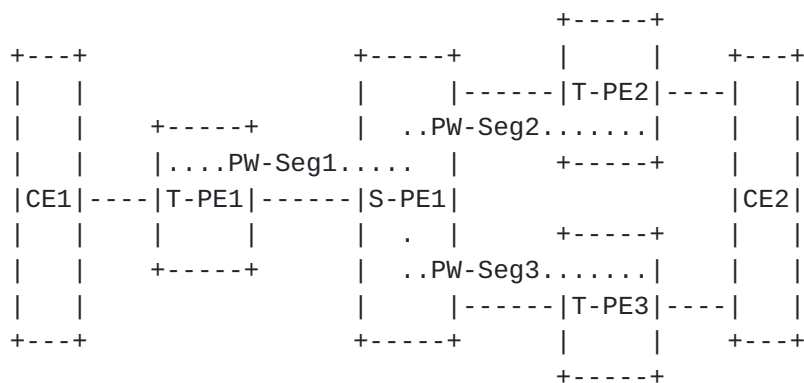 +-----+
+---+                +-----+     |     |    +---+
|   |                |     |-----|T-PE2|----|   |
|   |    +-----+     |  ..PW-Seg2.......|    |   |
|   |    |....PW-Seg1.....  |     +-----+    |   |
|CE1|----|T-PE1|------|S-PE1|                |CE2|
|   |    |     |      |  .  |     +-----+    |   |
|   |    +-----+      |  ..PW-Seg3.......|   |   |
|   |                 |     |------|T-PE3|----|   |
+---+                 +-----+      |     |    +---+
                                   +-----+